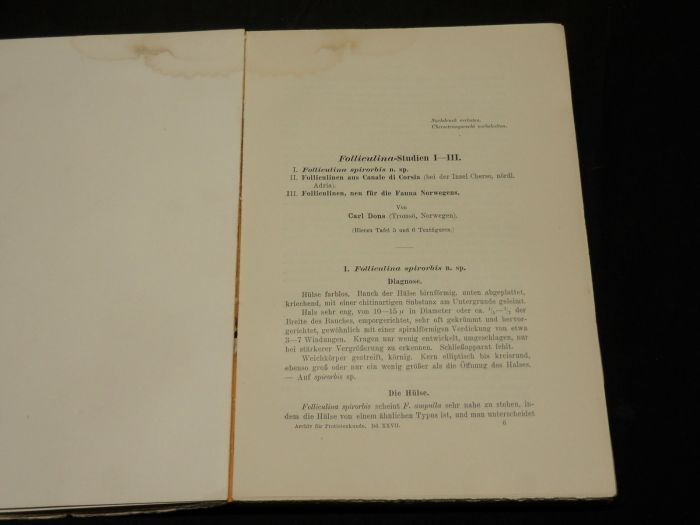 Nachdruck verboten.
Übersetzungsrecht vorbehalten.
Folliculina-Studien I—III.
I. Folliculina spirorbis n. sp.
II. Folliculinen aus Canale di Corsia (bei der Insel Cherso, nördl.
Adria).
III. Folliculinen, neu für die Fauna Norwegens.
Von
Carl Dons (Tromsö, Norwegen).
(Hierzu Tafel 5 und 6 Textfiguren.)
I. Folliculina spirorbis n. sp.
Diagnose.
Hülse farblos. Bauch der Hülse birnförmig, unten abgeplattet,
kriechend, mit einer chitinartigen Substanz am Untergrunde geleimt.
Hals sehr eng, von 10—15 μ in Diameter oder ca. der
Breite des Bauches, emporgerichtet, sehr oft gekrümmt und hervor-
gerichtet, gewöhnlich mit einer spiralförmigen Verdickung von etwa
3—7 Windungen. Kragen nur wenig entwickelt, umgeschlagen, nur
bei stärkerer Vergrößerung zu erkennen. Schließapparat fehlt.
Weichkörper gestreift, körnig. Kern elliptisch bis kreisrund,
ebenso groß oder nur ein wenig größer als die Öffnung des Halses.
— Auf spirorbis sp.
Die Hülse.
Folliculina spirorbis scheint F. ampulla sehr nahe zu stehen, in-
dem die Hülse von einem ähnlichen Typus ist, und man unterscheidet
Archiv für Protistenkunde. Bd. XXVII. 6